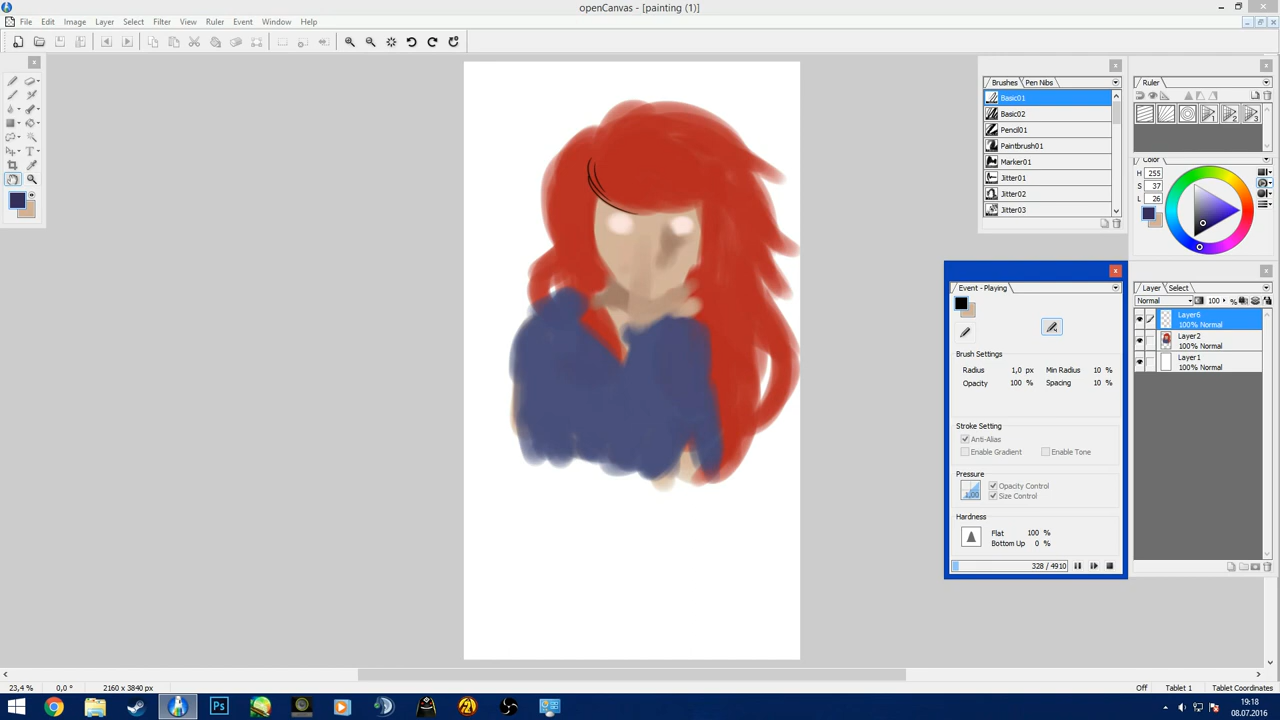 openCanvas - [painting (1)]
File Edit Image Layer Select Filter View Ruler Event Window Help
Brushes Pen Nibs
Basic01
Basic02
Pencil01
Paintbrush01
Marker01
Jitter01
Jitter02
Jitter03
Ruler
Color
H 255
S 37
L 26
Event - Playing
Brush Settings
Radius 1,0 px Min Radius 10 %
Opacity 100 % Spacing 10 %
Stroke Setting
Anti-Alias
Enable Gradient Enable Tone
Pressure
1,00
Opacity Control
Size Control
Hardness
Flat 100 %
Bottom Up 0 %
328 / 4910
Layer Select
Normal 100 %
Layer6
100% Normal
Layer2
100% Normal
Layer1
100% Normal
23,4 % 0,0 ° 2160 x 3840 px Off Tablet 1 Tablet Coordinates
Ps
19:18
08.07.2016